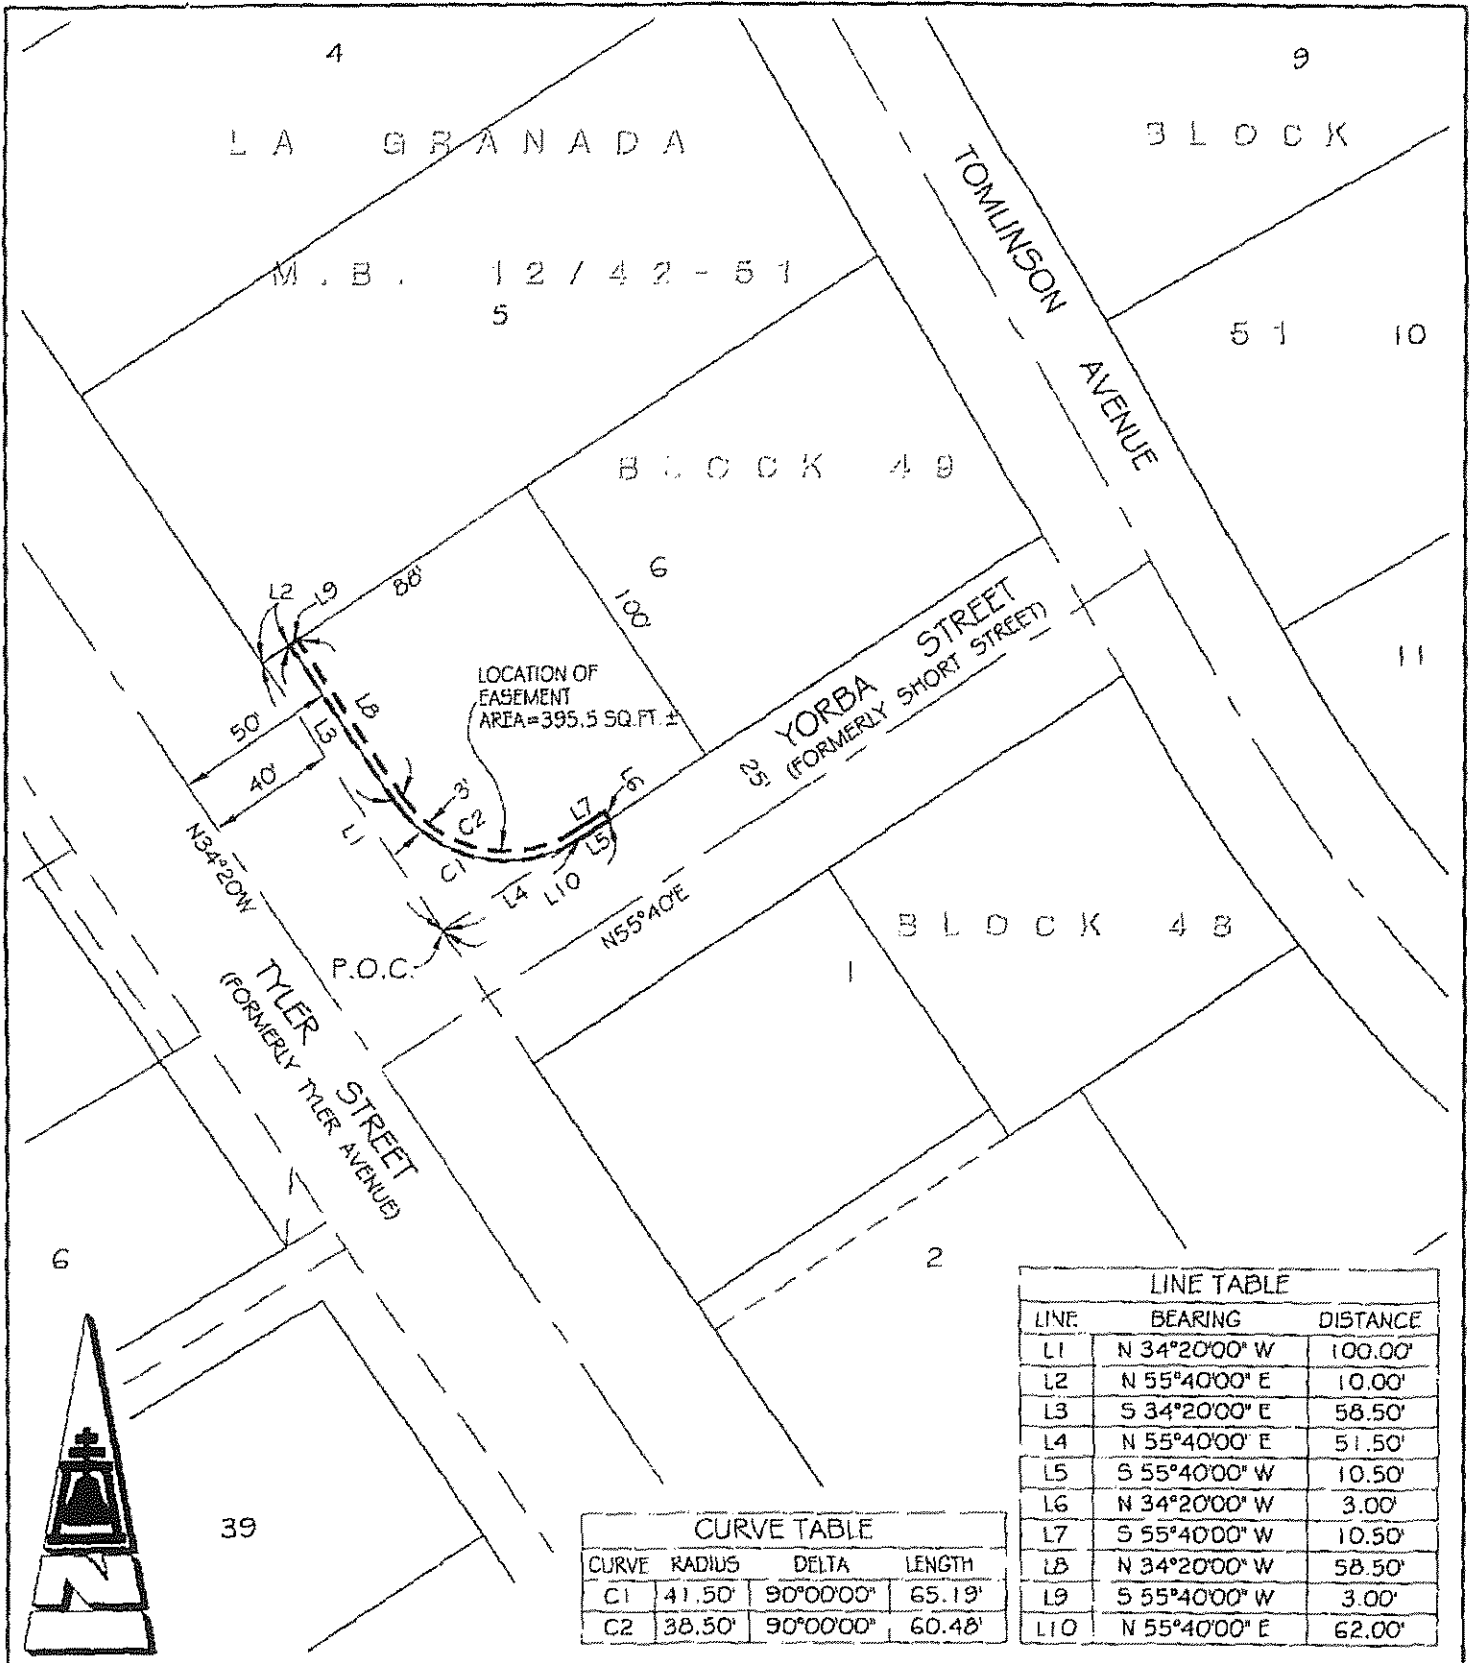 4
9
LA GRANADA
BLOCK
TOMLINSON AVENUE
M.B. 12/42-51
5
51
10
BLOCK 49
6
L2
L9
88'
100'
11
LOCATION OF
EASEMENT
AREA=395.5 SQ.FT.±
YORBA STREET
(FORMERLY SHORT STREET)
25'
L8
50'
L3
40'
L6
L7
3'
C2
L1
L5
C1
N34°20'W
L4
L10
N55°40'E
BLOCK 48
P.O.C.
1
TYLER STREET
(FORMERLY TYLER AVENUE)
6
2
39
N
CURVE TABLE
CURVE RADIUS DELTA LENGTH
C1 41.50' 90°00'00" 65.19'
C2 38.50' 90°00'00" 60.48'
LINE TABLE
LINE BEARING DISTANCE
L1 N 34°20'00" W 100.00'
L2 N 55°40'00" E 10.00'
L3 S 34°20'00" E 58.50'
L4 N 55°40'00" E 51.50'
L5 S 55°40'00" W 10.50'
L6 N 34°20'00" W 3.00'
L7 S 55°40'00" W 10.50'
L8 N 34°20'00" W 58.50'
L9 S 55°40'00" W 3.00'
L10 N 55°40'00" E 62.00'